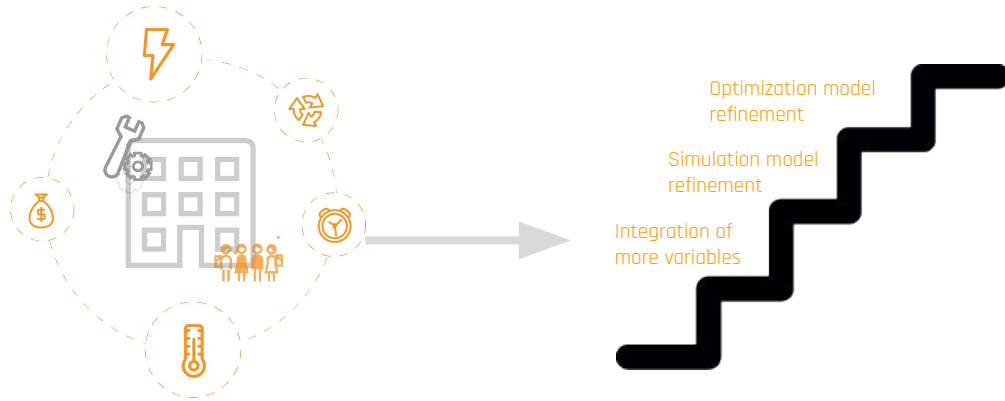 Optimization model
refinement
Simulation model
refinement
Integration of
more variables
$